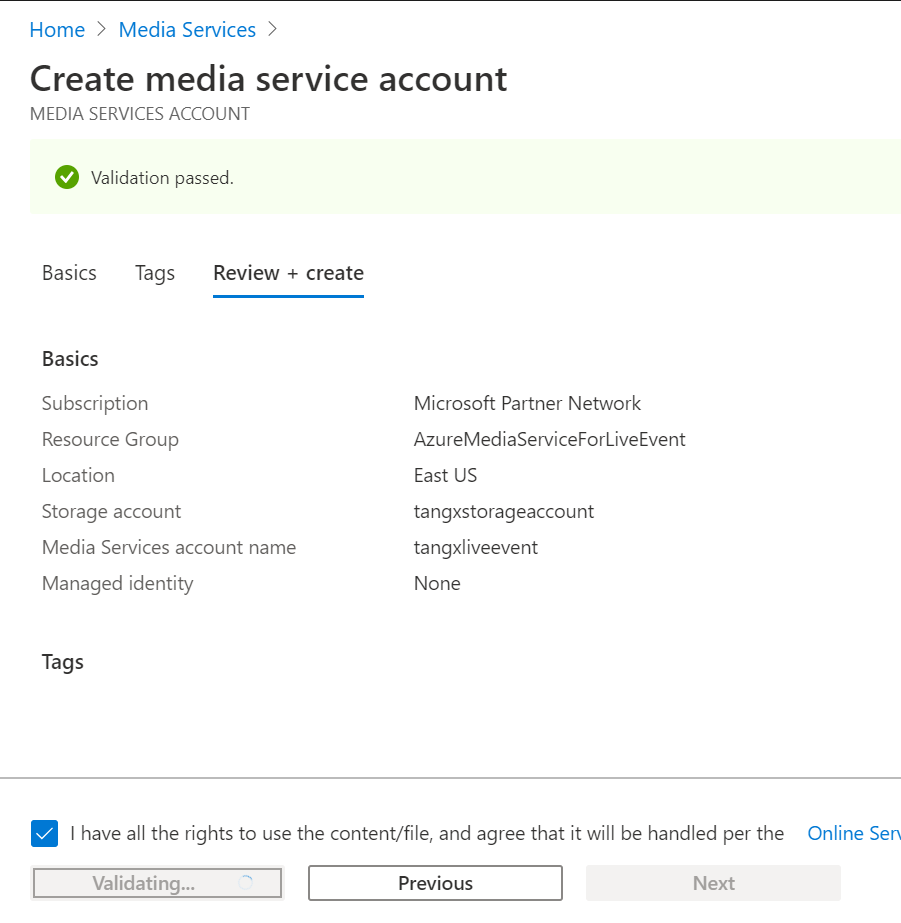 Home > Media Services >
Create media service account
MEDIA SERVICES ACCOUNT
Validation passed.
Basics Tags Review + create
Basics
Subscription Microsoft Partner Network
Resource Group AzureMediaServiceForLiveEvent
Location East US
Storage account tangxstorageaccount
Media Services account name tangxliveevent
Managed identity None
Tags
I have all the rights to use the content/file, and agree that it will be handled per the Online Serv
Validating... Previous Next